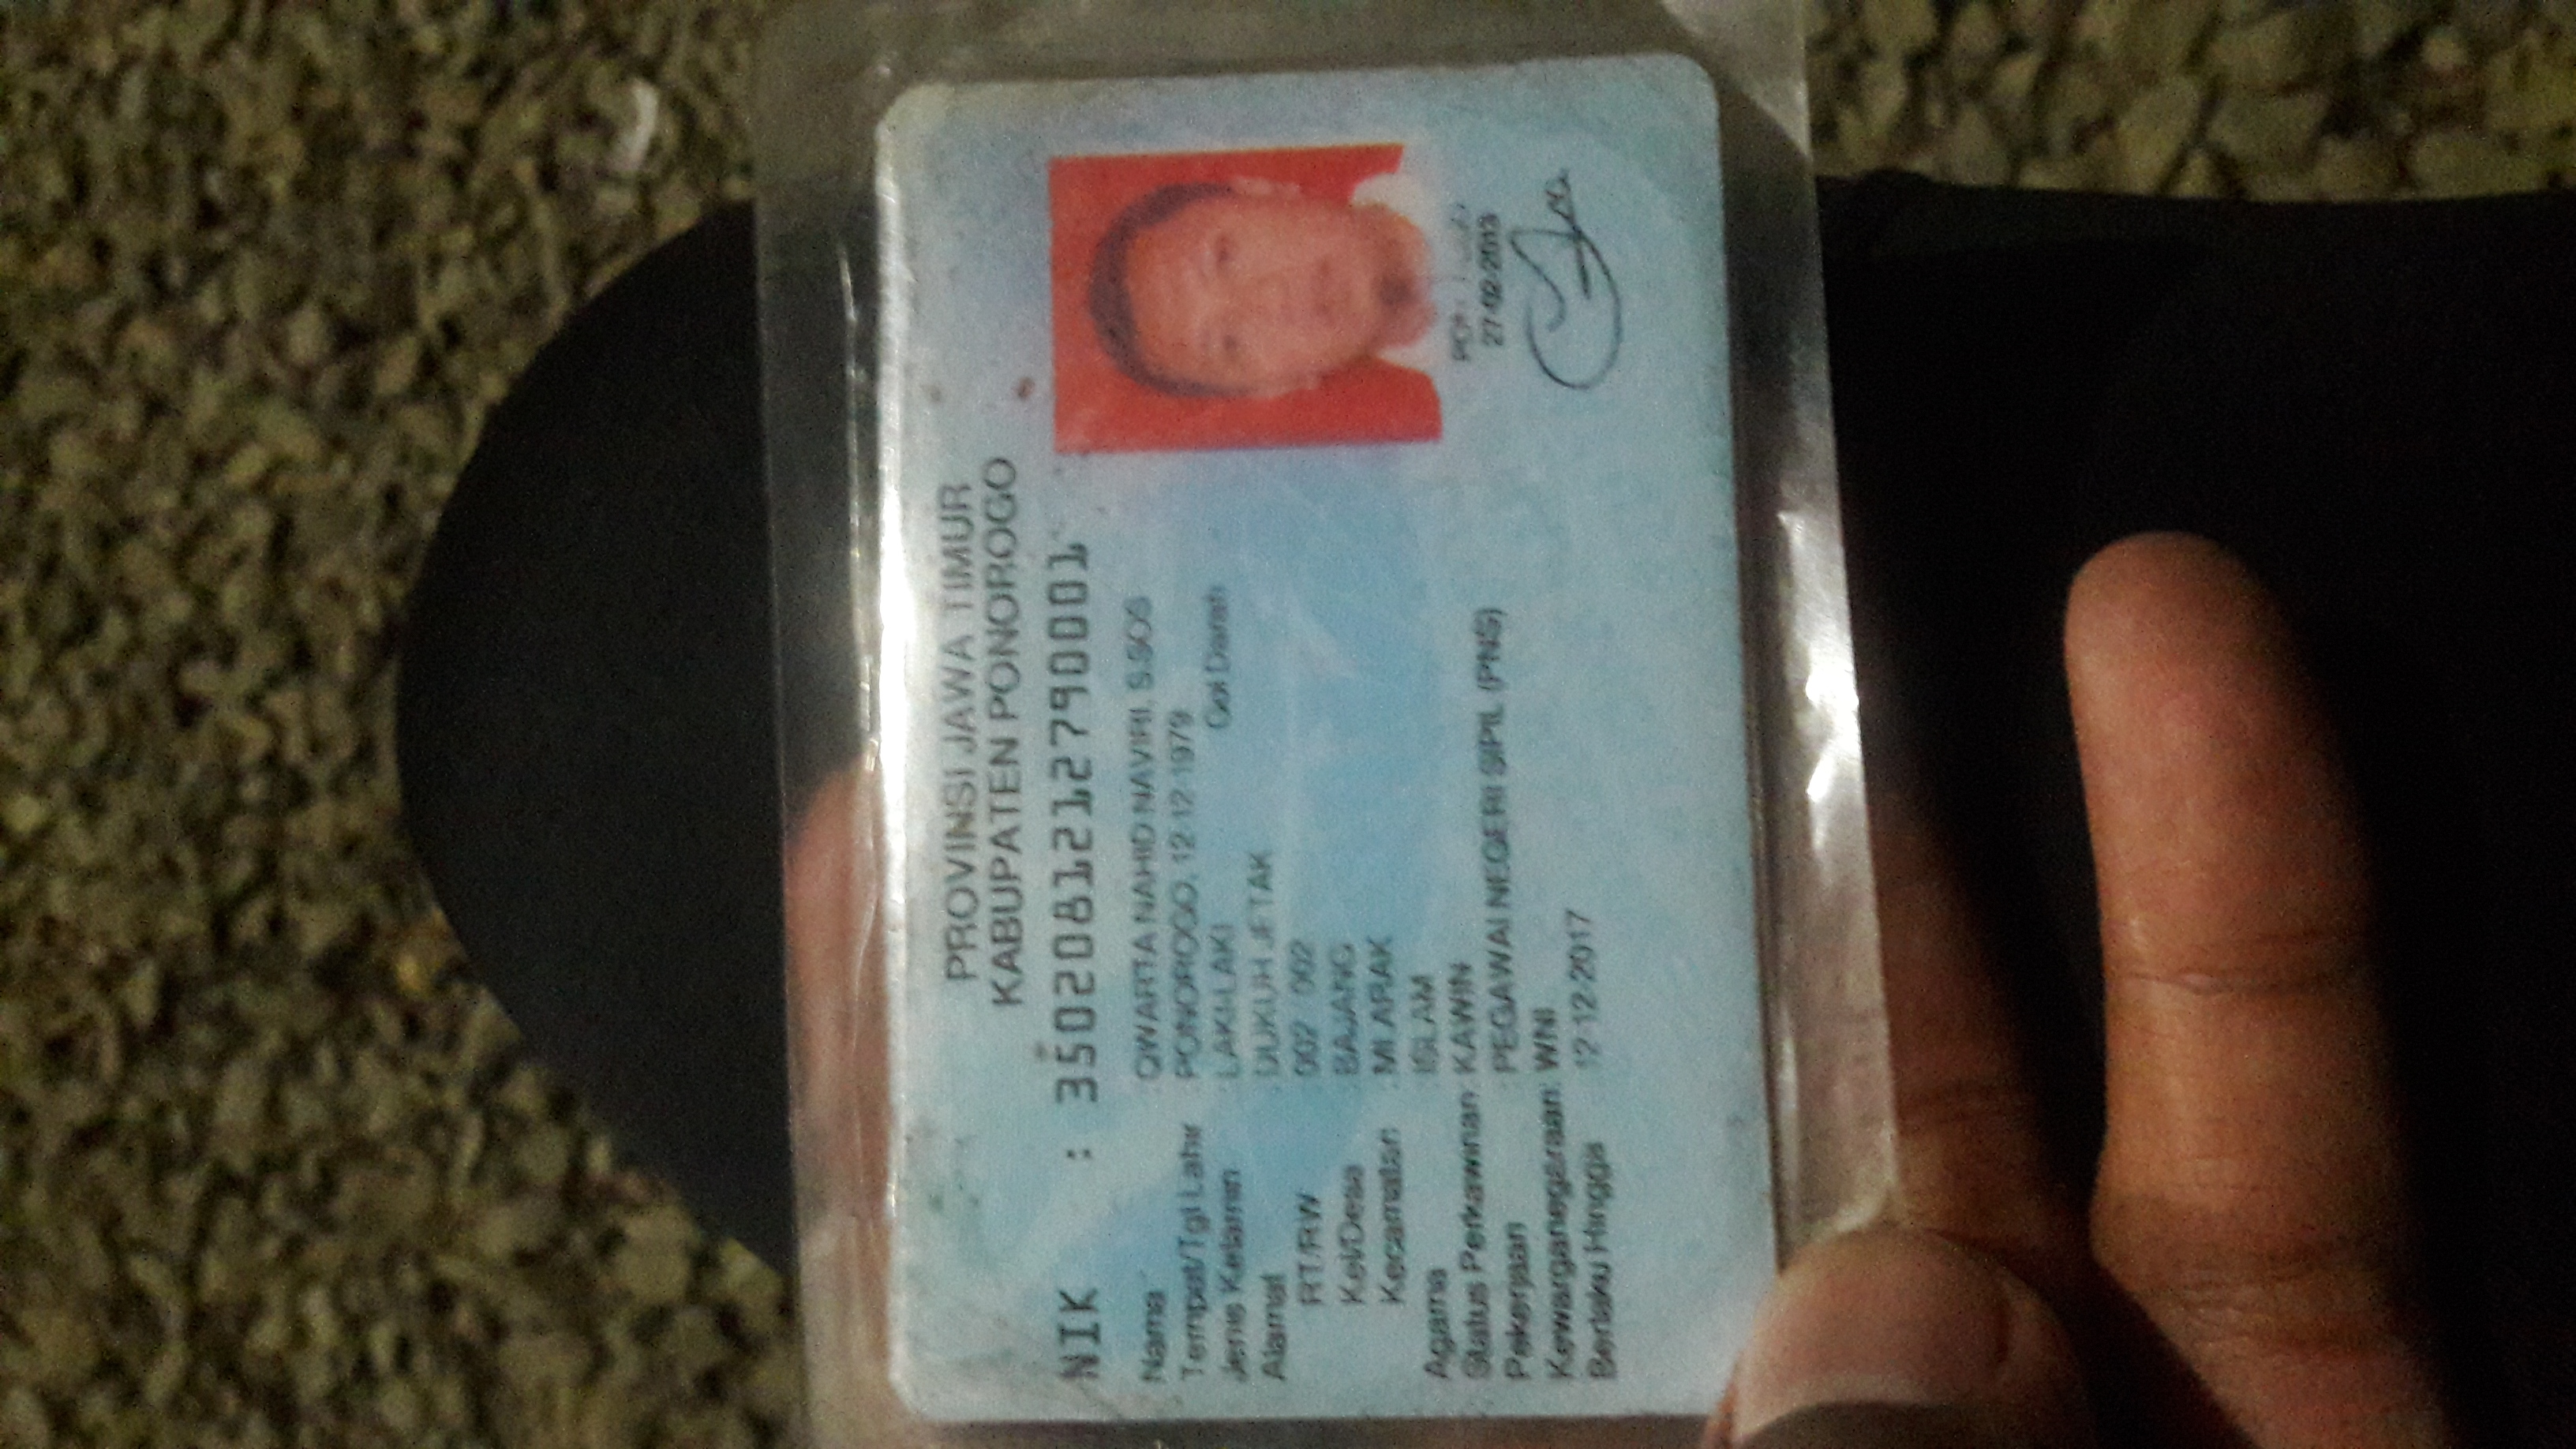 PROVINSI JAWA TIMUR
KABUPATEN PONOROGO
NIK : 3502081212790001
Nama : QWARTA NAHID NAVIRI, S.SOS
Tempat/Tgl Lahir : PONOROGO, 12-12-1979
Jenis Kelamin : LAKI-LAKI Gol Darah
Alamat : DUKUH JETAK
RT/RW : 002 002
Kel/Desa : BAJANG
Kecamatan : MLARAK
Agama : ISLAM
Status Perkawinan: KAWIN
Pekerjaan : PEGAWAI NEGERI SIPIL (PNS)
Kewarganegaraan: WNI
Berlaku Hingga : 12-12-2017
27-02-2013